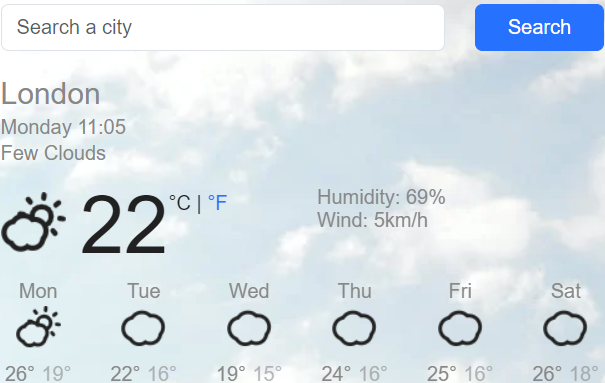 Search a city
Search
London
Monday 11:05
Few Clouds
22 °C | °F
Humidity: 69%
Wind: 5km/h
Mon Tue Wed Thu Fri Sat
26° 19° 22° 16° 19° 15° 24° 16° 25° 16° 26° 18°